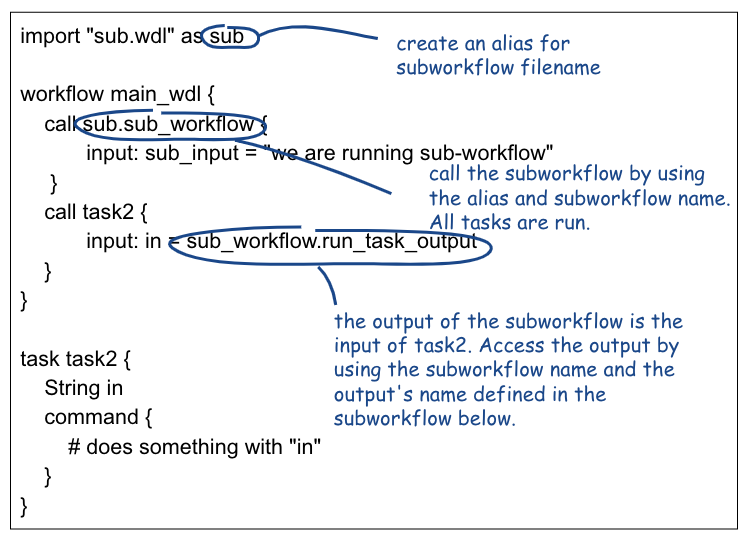 import "sub.wdl" as sub
create an alias for
subworkflow filename
workflow main_wdl {
call sub.sub_workflow {
input: sub_input = "we are running sub-workflow"
}
call the subworkflow by using
the alias and subworkflow name.
All tasks are run.
call task2 {
input: in = sub_workflow.run_task_output
}
}
the output of the subworkflow is the
input of task2. Access the output by
using the subworkflow name and the
output's name defined in the
subworkflow below.
task task2 {
String in
command {
# does something with "in"
}
}